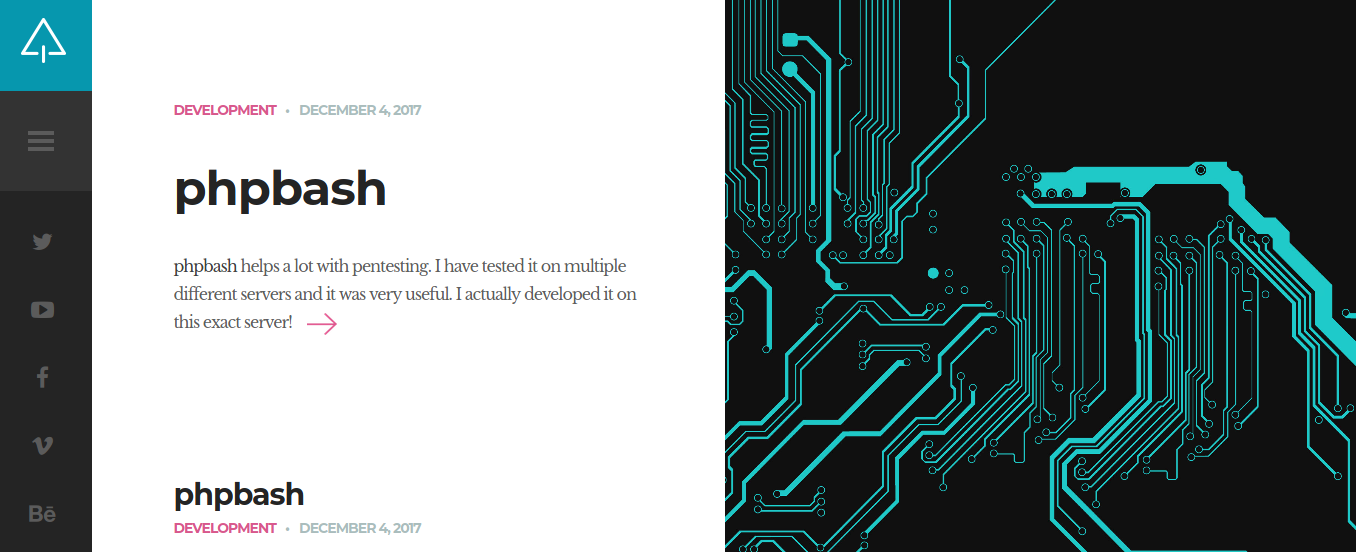 DEVELOPMENT • DECEMBER 4, 2017
phpbash
phpbash helps a lot with pentesting. I have tested it on multiple
different servers and it was very useful. I actually developed it on
this exact server!
phpbash
DEVELOPMENT • DECEMBER 4, 2017
Bē